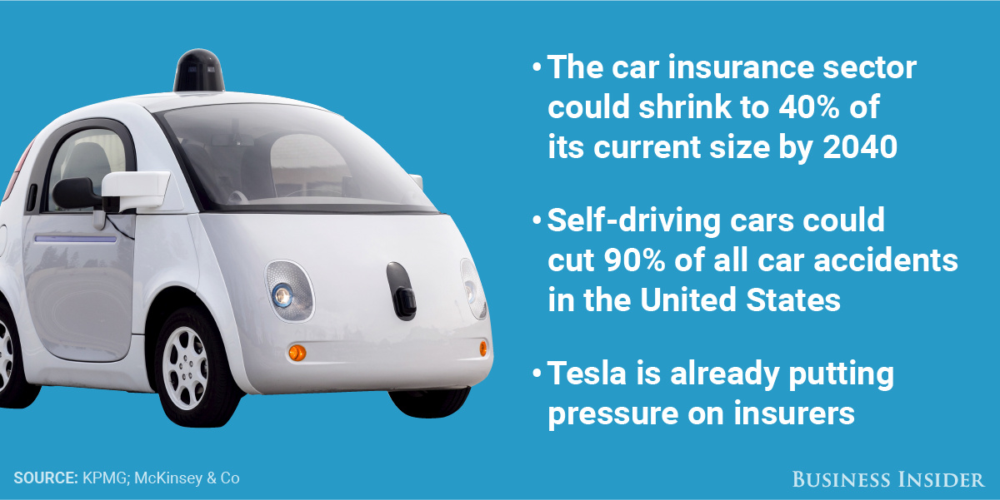 • The car insurance sector
could shrink to 40% of
its current size by 2040
• Self-driving cars could
cut 90% of all car accidents
in the United States
• Tesla is already putting
pressure on insurers
SOURCE: KPMG; McKinsey & Co
BUSINESS INSIDER